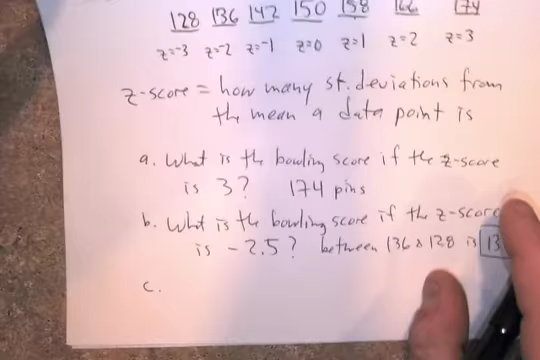 128 136 142 150 158 166 174
z=-3 z=-2 z=-1 z=0 z=1 z=2 z=3
z-score = how many st. deviations from
the mean a data point is
a. What is the bowling score if the z-score
is 3? 174 pins
b. What is the bowling score if the z-score
is -2.5? between 136 & 128 is 13
c.